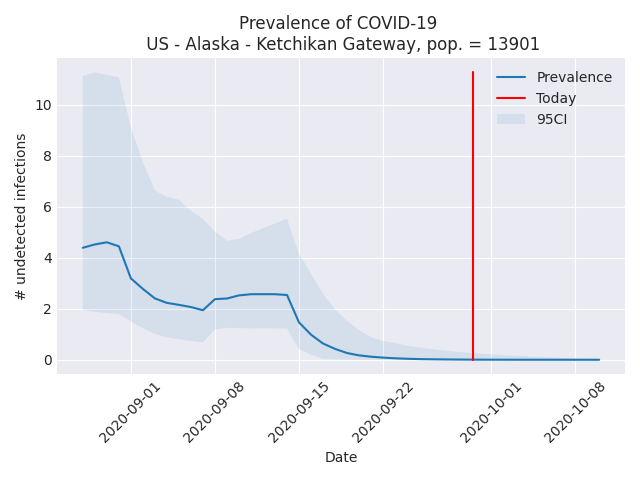 Prevalence of COVID-19
US - Alaska - Ketchikan Gateway, pop. = 13901
Prevalence
Today
95CI
# undetected infections
10
8
6
4
2
0
2020-09-01
2020-09-08
2020-09-15
2020-09-22
2020-10-01
2020-10-08
Date